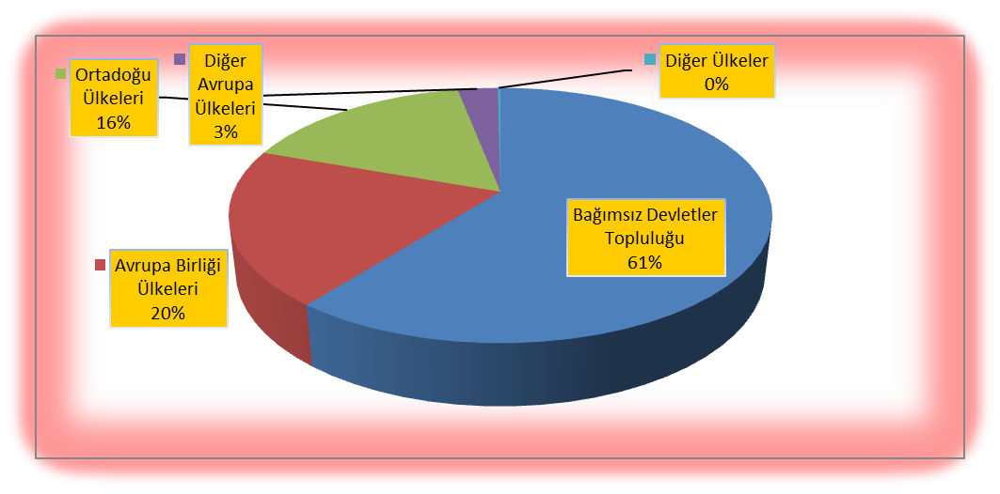 Ortadoğu
Ülkeleri
16%
Diğer
Avrupa
Ülkeleri
3%
Diğer Ülkeler
0%
Bağımsız Devletler
Topluluğu
61%
Avrupa Birliği
Ülkeleri
20%